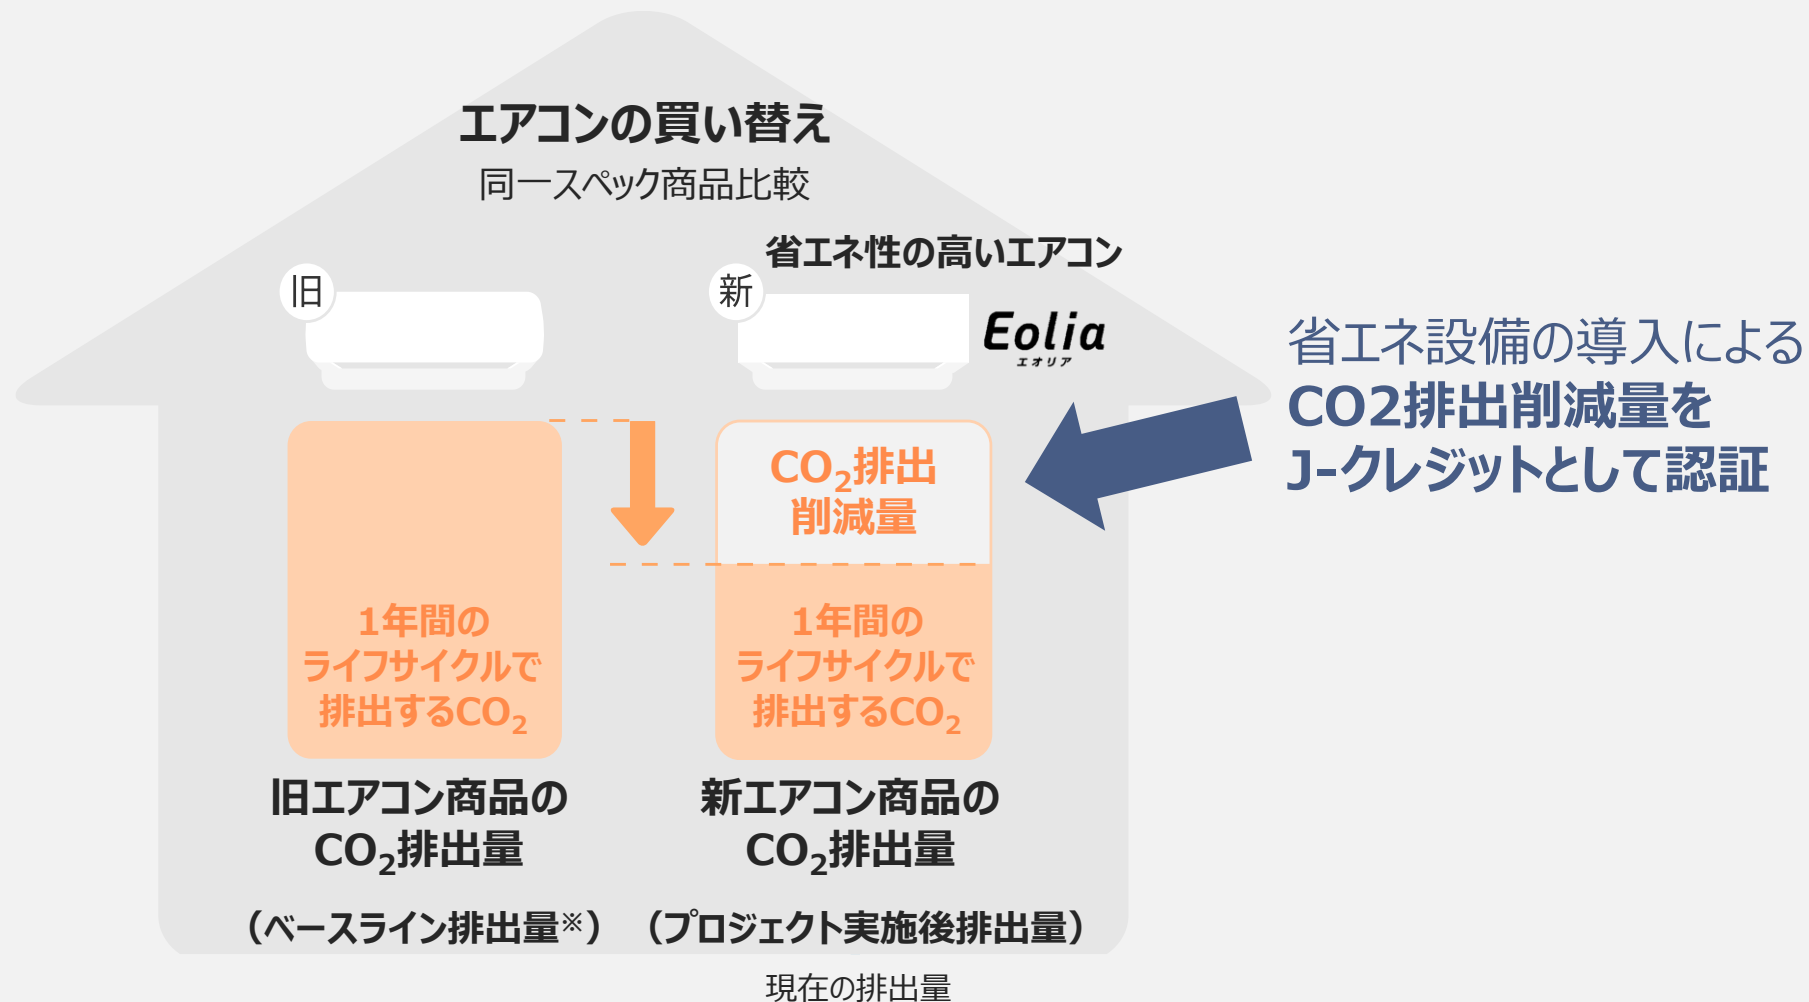 エアコンの買い替え
同一スペック商品比較
省エネ性の高いエアコン
旧
新
Eolia
エオリア
省エネ設備の導入による
CO2排出削減量を
J-クレジットとして認証
CO₂排出
削減量
1年間の
ライフサイクルで
排出するCO₂
1年間の
ライフサイクルで
排出するCO₂
旧エアコン商品の
CO₂排出量
(ベースライン排出量※)
新エアコン商品の
CO₂排出量
(プロジェクト実施後排出量)
現在の排出量